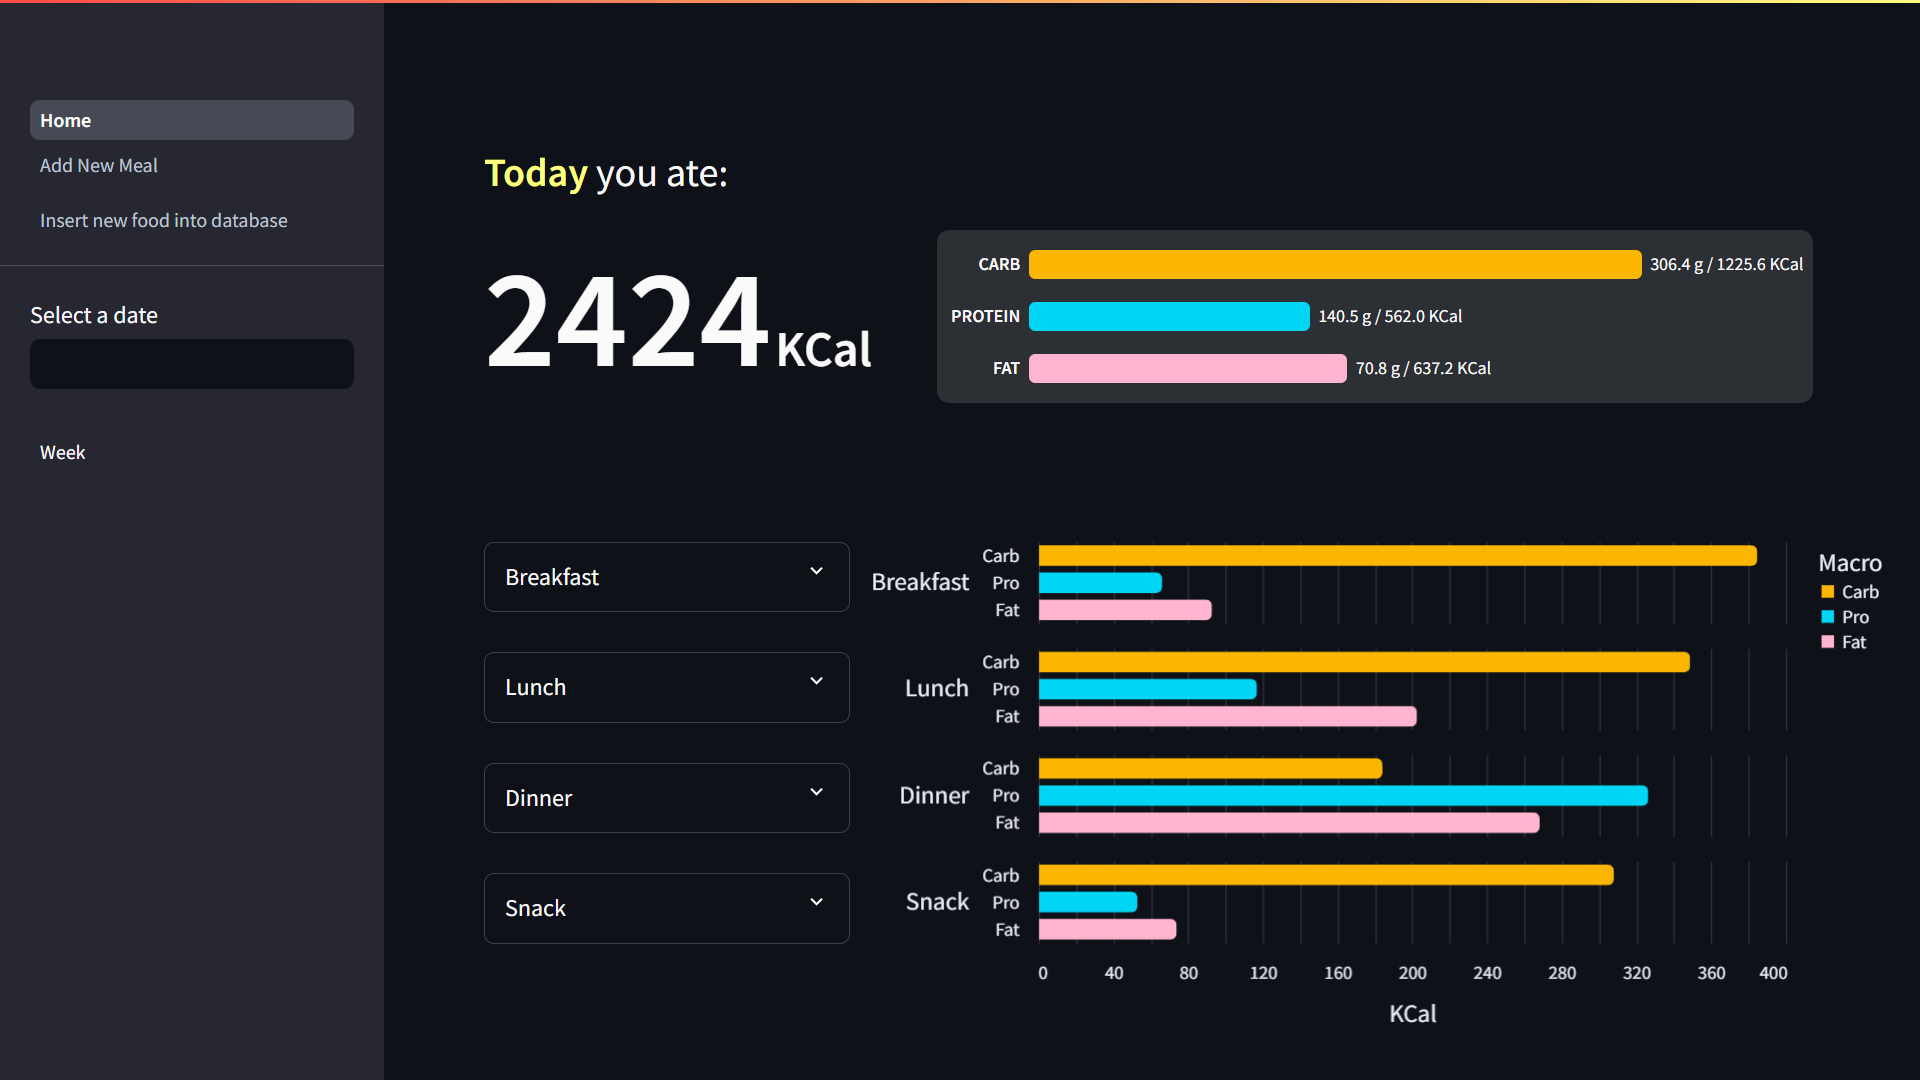 Home
Add New Meal
Insert new food into database
Select a date
Week
Today you ate:
2424 KCal
CARB 306.4 g / 1225.6 KCal
PROTEIN 140.5 g / 562.0 KCal
FAT 70.8 g / 637.2 KCal
Breakfast
Lunch
Dinner
Snack
Breakfast
Carb
Pro
Fat
Lunch
Carb
Pro
Fat
Dinner
Carb
Pro
Fat
Snack
Carb
Pro
Fat
0 40 80 120 160 200 240 280 320 360 400
KCal
Macro
Carb
Pro
Fat